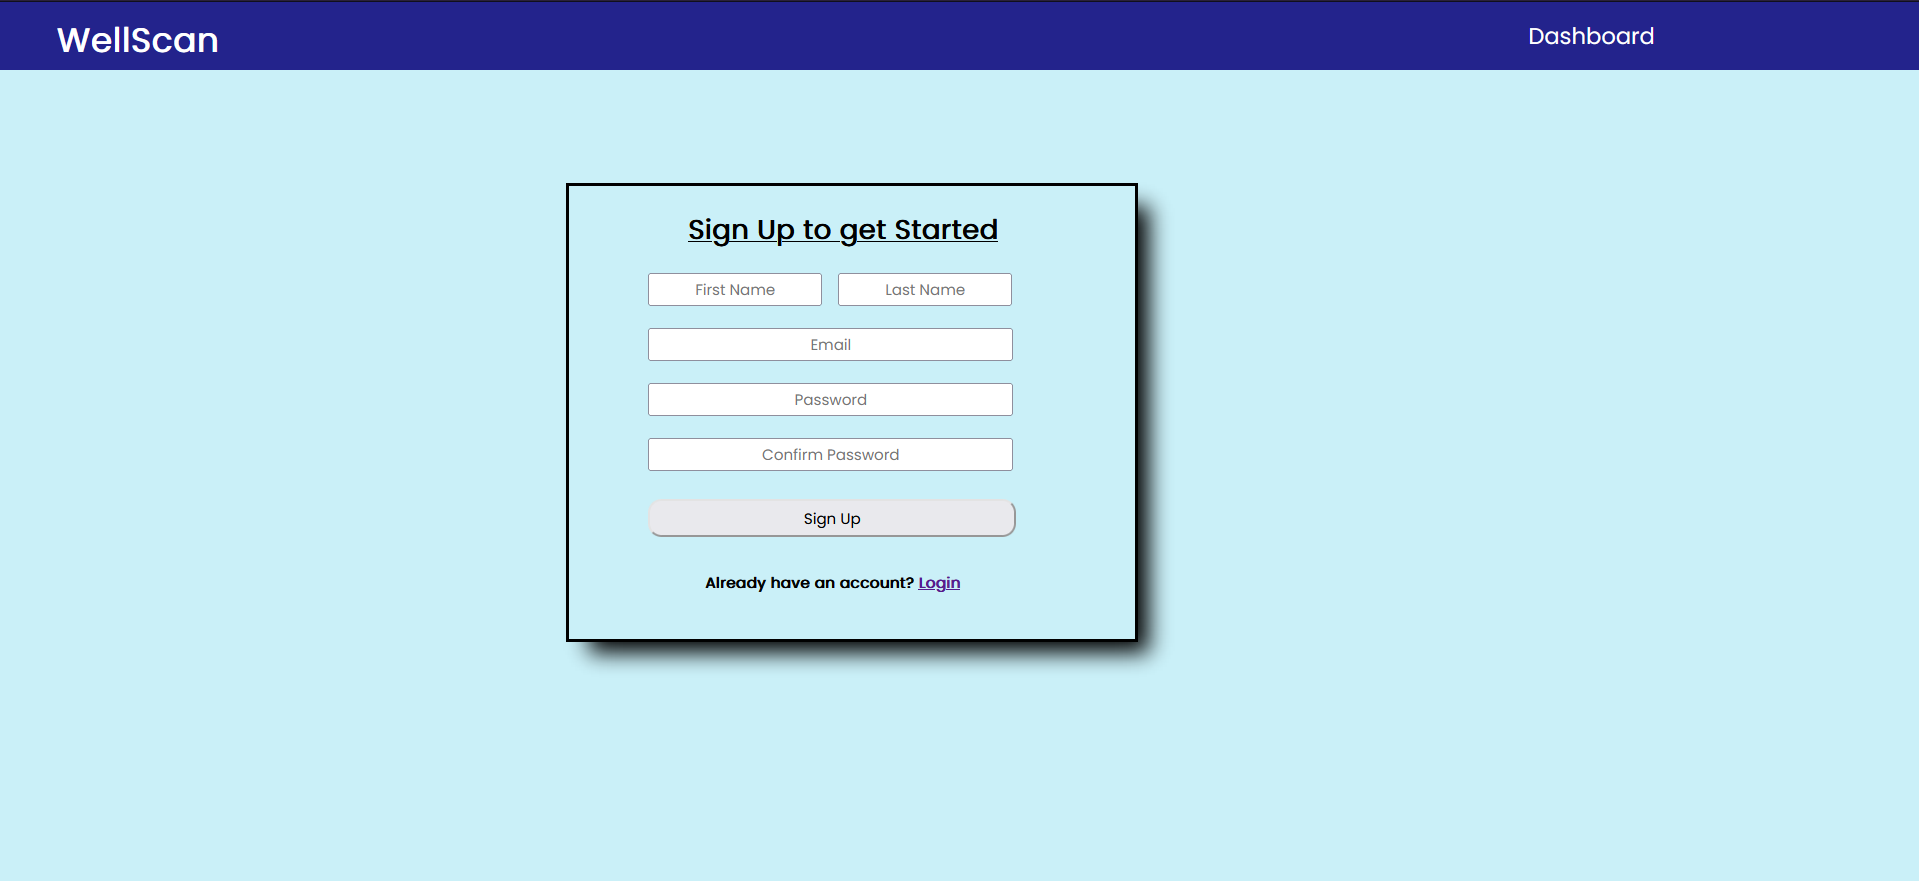 WellScan Dashboard
Sign Up to get Started
First Name Last Name
Email
Password
Confirm Password
Sign Up
Already have an account? Login